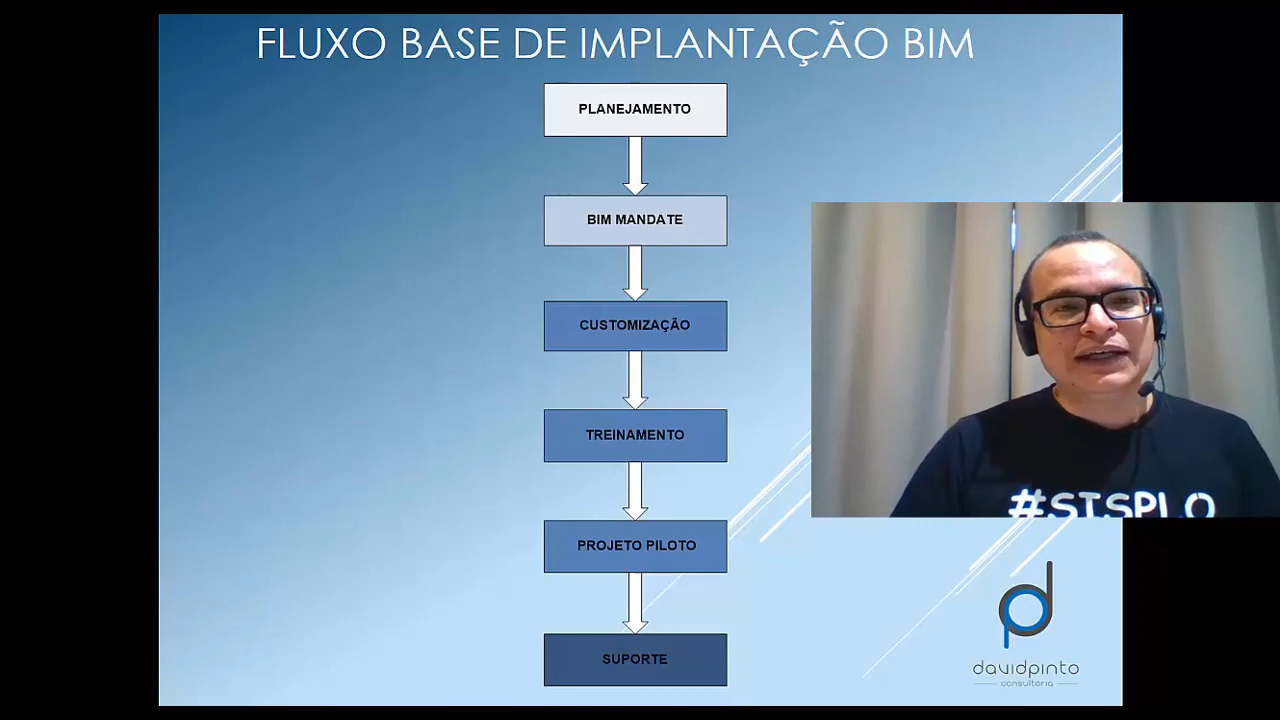 FLUXO BASE DE IMPLANTAÇÃO BIM
PLANEJAMENTO
BIM MANDATE
CUSTOMIZAÇÃO
TREINAMENTO
PROJETO PILOTO
SUPORTE
#SISPLO
davidpinto
consultoria